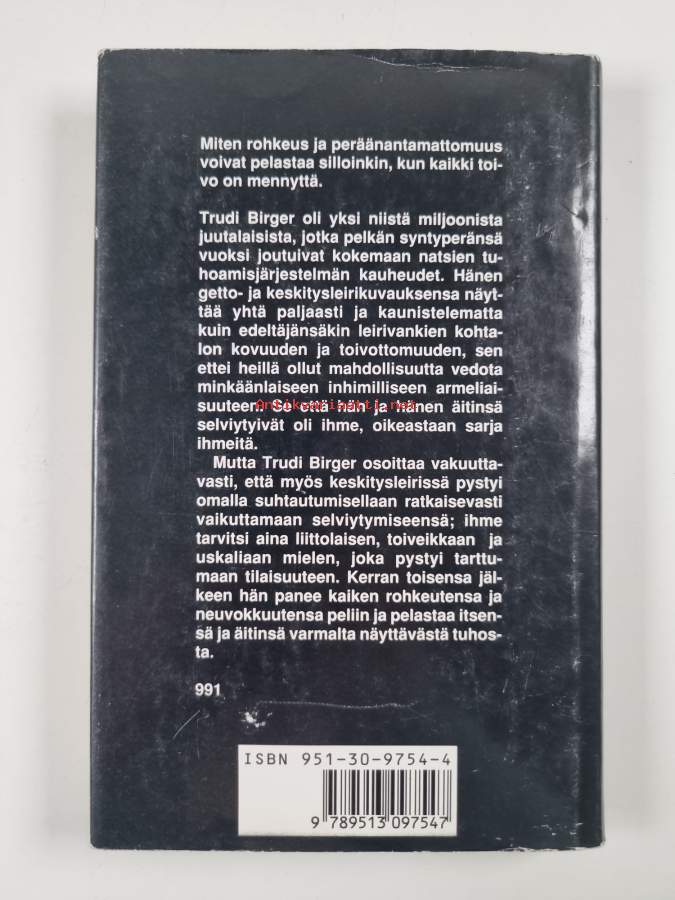 Miten rohkeus ja peräänantamattomuus
voivat pelastaa silloinkin, kun kaikki toi-
vo on mennyttä.
Trudi Birger oli yksi niistä miljoonista
juutalaisista, jotka pelkän syntyperänsä
vuoksi joutuivat kokemaan natsien tu-
hoamisjärjestelmän kauheudet. Hänen
getto- ja keskitysleirikuvauksensa näyt-
tää yhtä paljaasti ja kaunistelematta
kuin edeltäjänsäkin leirivankien kohta-
lon kovuuden ja toivottomuuden, sen
ettei heillä ollut mahdollisuutta vedota
minkäänlaiseen inhimilliseen armeliai-
suuteen. Se että hän ja hänen äitinsä
Antikvariaatti.net
selviytyivät oli ihme, oikeastaan sarja
ihmeitä.
Mutta Trudi Birger osoittaa vakuutta-
vasti, että myös keskitysleirissä pystyi
omalla suhtautumisellaan ratkaisevasti
vaikuttamaan selviytymiseensä; ihme
tarvitsi aina liittolaisen, toiveikkaan ja
uskaliaan mielen, joka pystyi tarttu-
maan tilaisuuteen. Kerran toisensa jäl-
keen hän panee kaiken rohkeutensa ja
neuvokkuutensa peliin ja pelastaa itsen-
sä ja äitinsä varmalta näyttävästä tuhos-
ta.
991
ISBN 951-30-9754-4
9 789513 097547